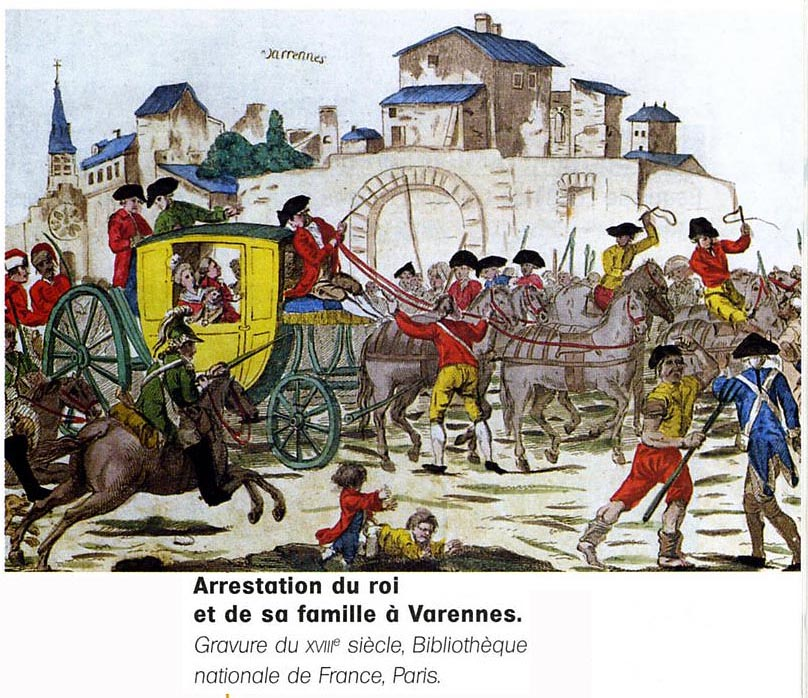 Varennes
Arrestation du roi
et de sa famille à Varennes.
Gravure du XVIIIe siècle, Bibliothèque
nationale de France, Paris.